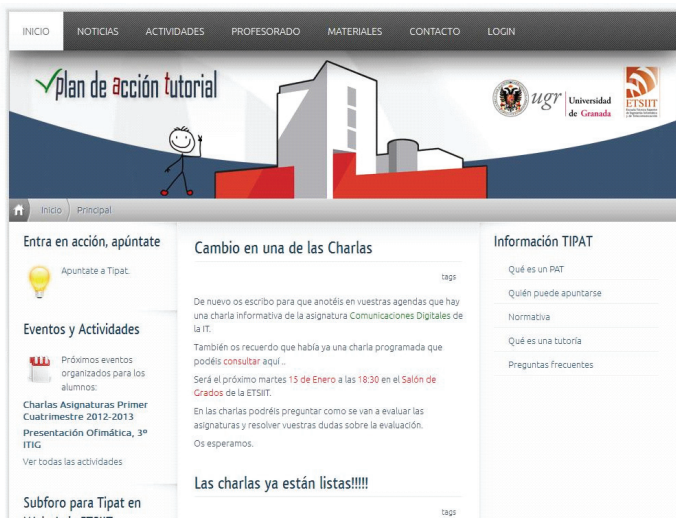 INICIO NOTICIAS ACTIVIDADES PROFESORADO MATERIALES CONTACTO LOGIN
plan de acción tutorial
ugr Universidad
de Granada
ETSIIT
Inicio Principal
Entra en acción, apúntate
Apuntate a Tipat.
Eventos y Actividades
Próximos eventos
organizados para los
alumnos:
Charlas Asignaturas Primer
Cuatrimestre 2012-2013
Presentación Ofimática, 3º
ITIG
Ver todas las actividades
Subforo para Tipat en
Cambio en una de las Charlas
tags
De nuevo os escribo para que anotéis en vuestras agendas que hay
una charla informativa de la asignatura Comunicaciones Digitales de
la IT.
También os recuerdo que había ya una charla programada que
podéis consultar aquí ..
Será el próximo martes 15 de Enero a las 18:30 en el Salón de
Grados de la ETSIIT.
En las charlas podréis preguntar como se van a evaluar las
asignaturas y resolver vuestras dudas sobre la evaluación.
Os esperamos.
Las charlas ya están listas!!!!!
tags
Información TIPAT
Qué es un PAT
Quién puede apuntarse
Normativa
Qué es una tutoría
Preguntas frecuentes